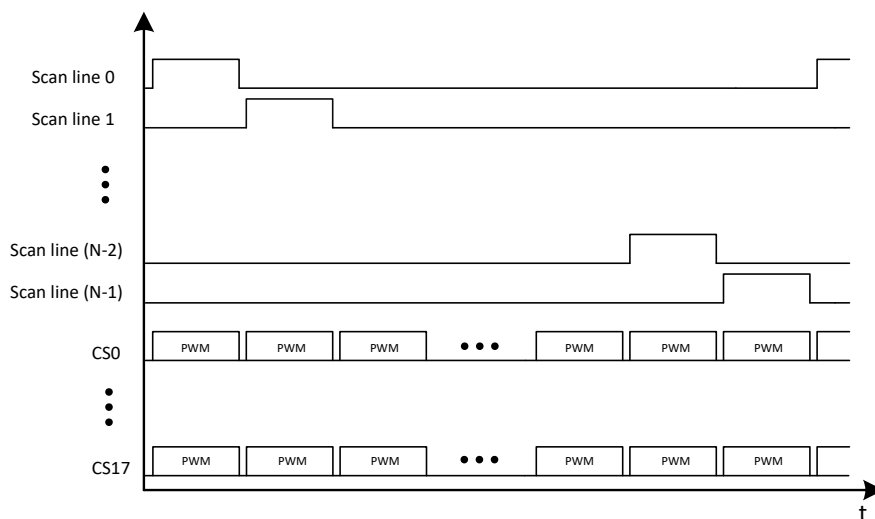 Scan line 0
Scan line 1
Scan line (N-2)
Scan line (N-1)
CS0 PWM PWM PWM PWM PWM PWM
CS17 PWM PWM PWM PWM PWM PWM
t